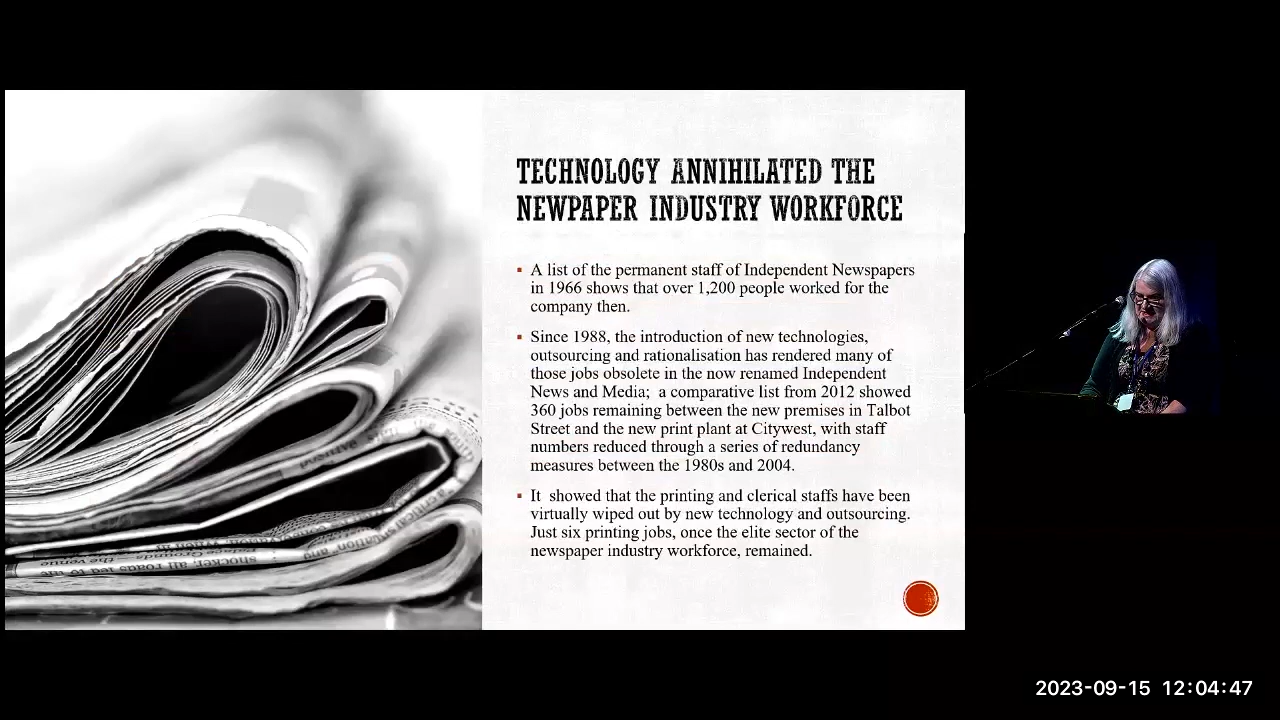 TECHNOLOGY ANNIHILATED THE
NEWPAPER INDUSTRY WORKFORCE
A list of the permanent staff of Independent Newspapers
in 1966 shows that over 1,200 people worked for the
company then.
Since 1988, the introduction of new technologies,
outsourcing and rationalisation has rendered many of
those jobs obsolete in the now renamed Independent
News and Media;  a comparative list from 2012 showed
360 jobs remaining between the new premises in Talbot
Street and the new print plant at Citywest, with staff
numbers reduced through a series of redundancy
measures between the 1980s and 2004.
It  showed that the printing and clerical staffs have been
virtually wiped out by new technology and outsourcing.
Just six printing jobs, once the elite sector of the
newspaper industry workforce, remained.
2023-09-15 12:04:47